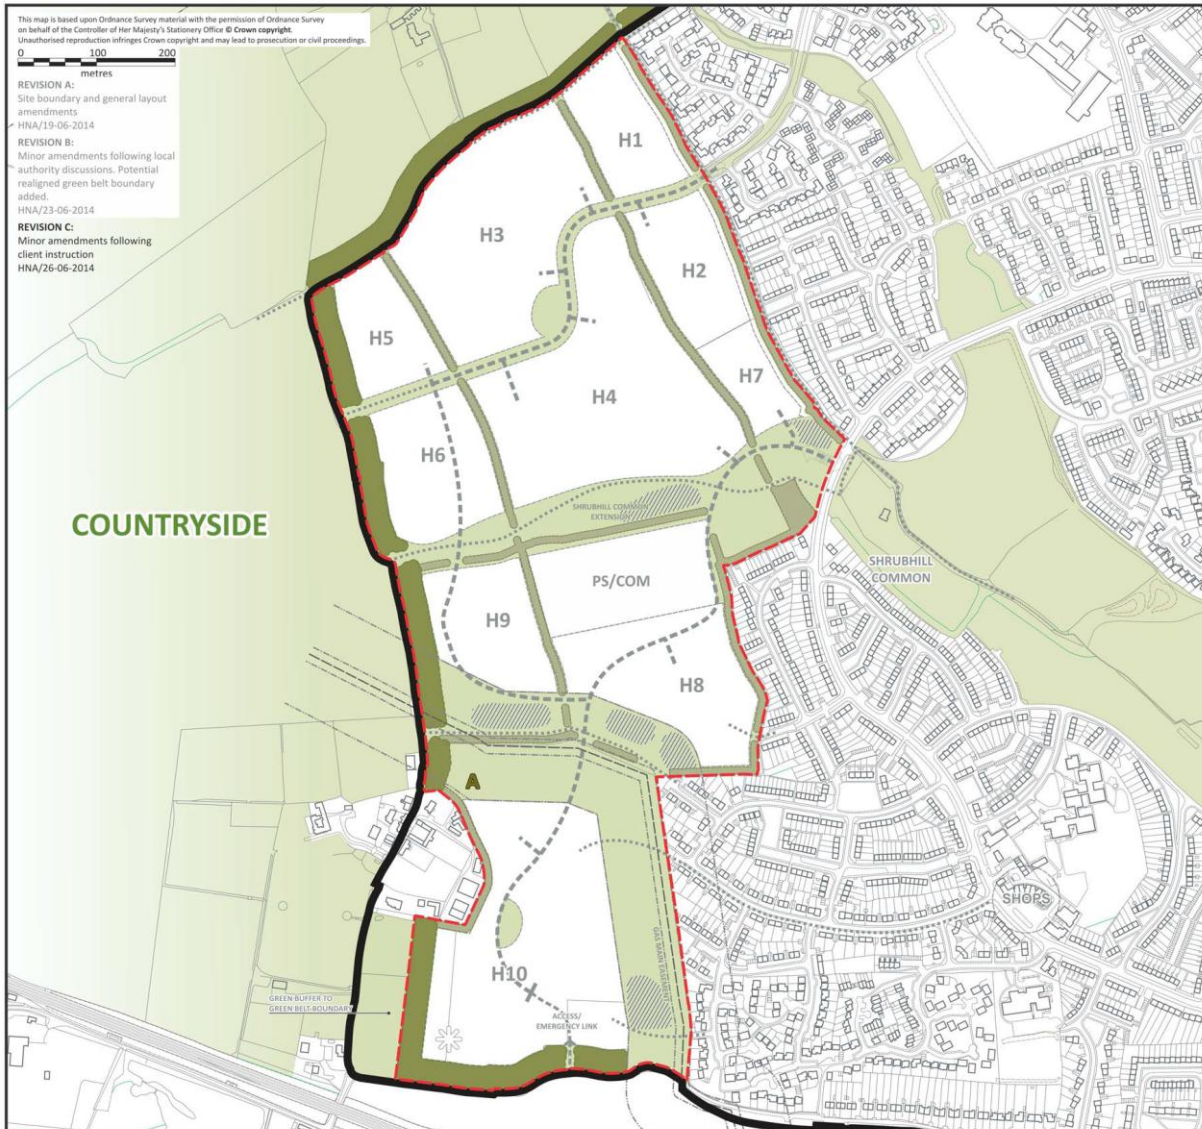 This map is based upon Ordnance Survey material with the permission of Ordnance Survey
on behalf of the Controller of Her Majesty's Stationery Office © Crown copyright.
Unauthorised reproduction infringes Crown copyright and may lead to prosecution or civil proceedings.
0 100 200
metres
REVISION A:
Site boundary and general layout
amendments
HNA/19-06-2014
REVISION B:
Minor amendments following local
authority discussions. Potential
realigned green belt boundary
added.
HNA/23-06-2014
REVISION C:
Minor amendments following
client instruction
HNA/26-06-2014
H1
H3
H2
H5
H7
H4
H6
SHRUBHILL COMMON
EXTENSION
COUNTRYSIDE
SHRUBHILL
COMMON
PS/COM
H9
H8
A
SHOPS
GAS MAIN EASEMENT
H10
GREEN BUFFER TO
GREEN BELT BOUNDARY
ACCESS/
EMERGENCY LINK